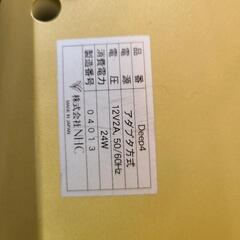 品番 Deep4
電源 アダプタ方式
電圧 12V2A, 50/60Hz
消費電力 24W
製造番号 04013
株式会社NHC
MADE IN JAPAN